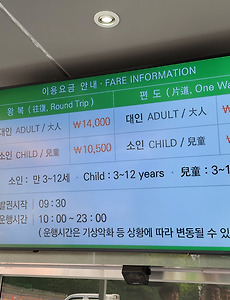 이용요금 안내 · FARE INFORMATION
왕 복 (往復, Round Trip)
편 도 (片道, One Wa
대인 ADULT / 大人 ₩14,000
대인 ADULT / 大人 ₩
소인 CHILD / 兒童 ₩10,500
소인 CHILD / 兒童
소인 : 만 3~12세 · Child : 3~12 years · 兒童 : 3~1
발권시작 | 09 : 30
운행시간 | 10 : 00 ~ 23 : 00
( 운행시간은 기상악화 등 상황에 따라 변동될 수 있